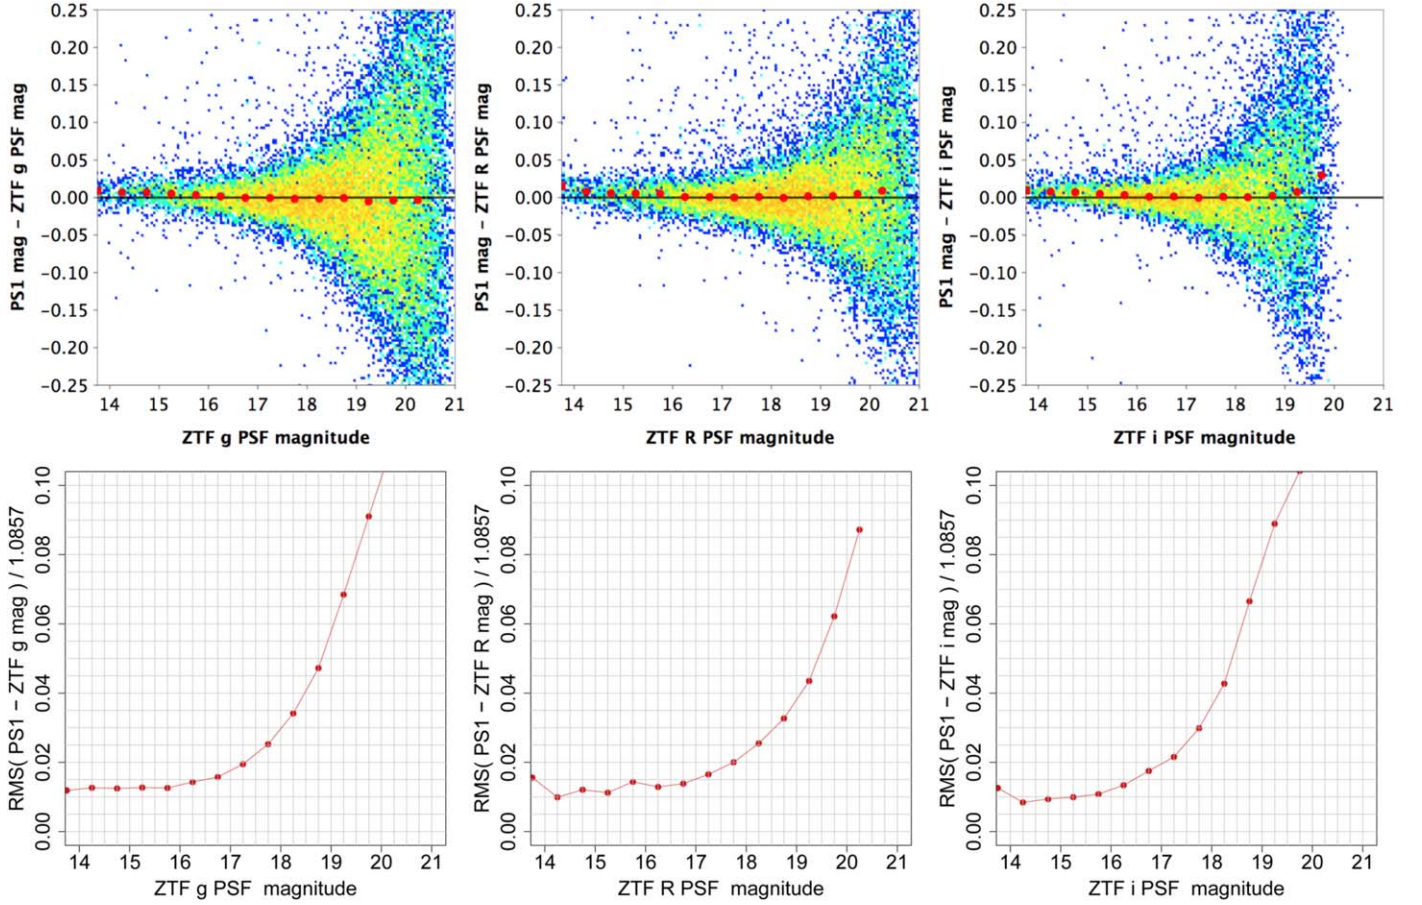 PS1 mag − ZTF g PSF mag
0.25
0.20
0.15
0.10
0.05
0.00
−0.05
−0.10
−0.15
−0.20
−0.25
14 15 16 17 18 19 20 21
ZTF g PSF magnitude
PS1 mag − ZTF R PSF mag
0.25
0.20
0.15
0.10
0.05
0.00
−0.05
−0.10
−0.15
−0.20
−0.25
14 15 16 17 18 19 20 21
ZTF R PSF magnitude
PS1 mag − ZTF i PSF mag
0.25
0.20
0.15
0.10
0.05
0.00
−0.05
−0.10
−0.15
−0.20
−0.25
14 15 16 17 18 19 20 21
ZTF i PSF magnitude
RMS( PS1 − ZTF g mag ) / 1.0857
0.10
0.08
0.06
0.04
0.02
0.00
14 15 16 17 18 19 20 21
ZTF g PSF magnitude
RMS( PS1 − ZTF R mag ) / 1.0857
0.10
0.08
0.06
0.04
0.02
0.00
14 15 16 17 18 19 20 21
ZTF R PSF magnitude
RMS( PS1 − ZTF i mag ) / 1.0857
0.10
0.08
0.06
0.04
0.02
0.00
14 15 16 17 18 19 20 21
ZTF i PSF magnitude